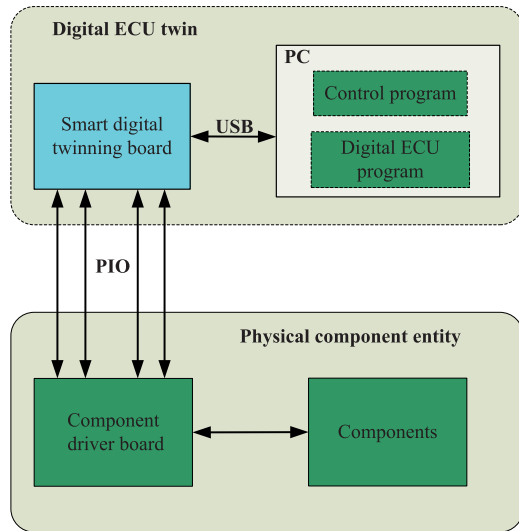 Digital ECU twin
PC
Control program
Smart digital
twinning board
USB
Digital ECU
program
PIO
Physical component entity
Component
driver board
Components